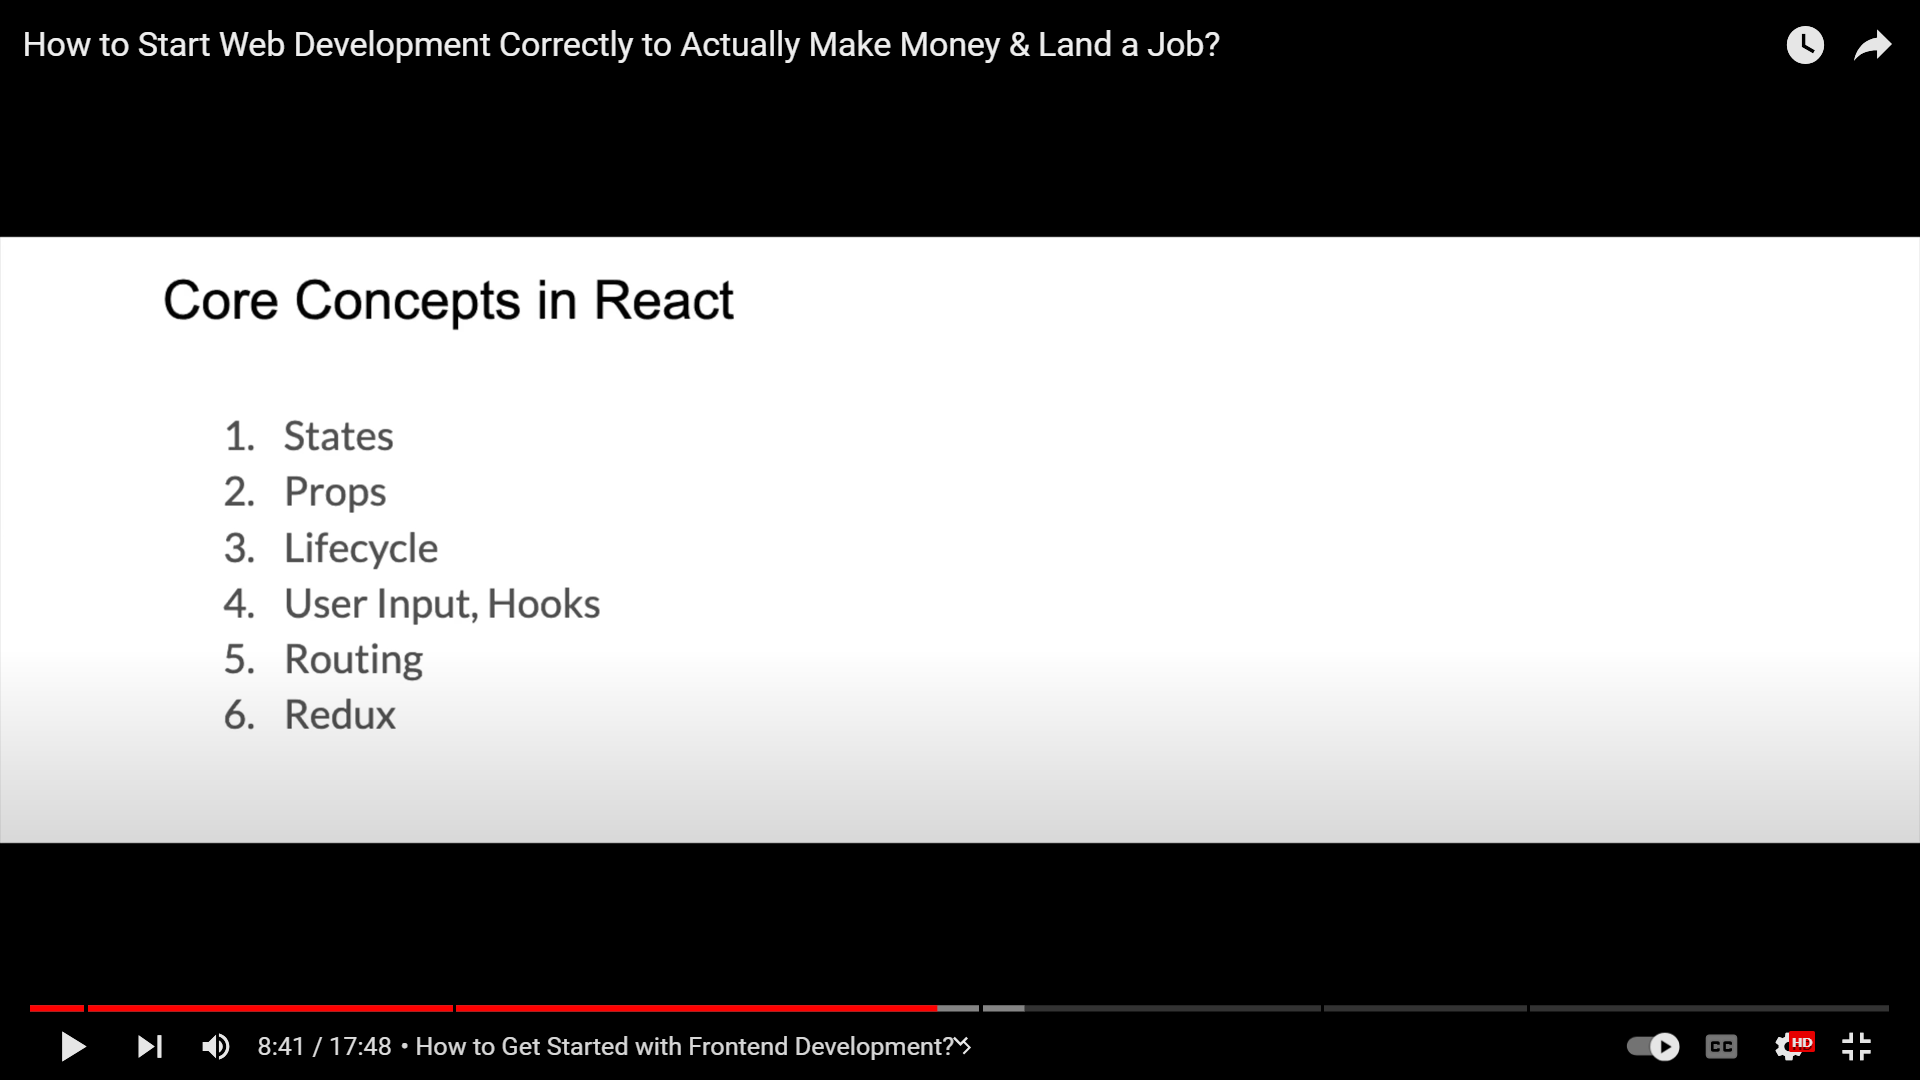 How to Start Web Development Correctly to Actually Make Money & Land a Job?
Core Concepts in React
1. States
2. Props
3. Lifecycle
4. User Input, Hooks
5. Routing
6. Redux
8:41 / 17:48 • How to Get Started with Frontend Development?
CC
HD